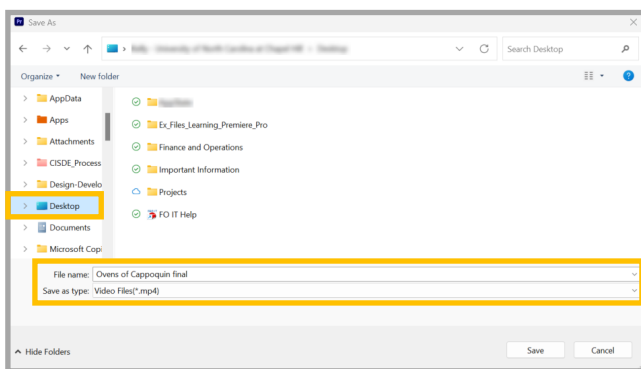 Pr Save As
Search Desktop
Organize New folder
AppData
Apps
Attachments
CISDE_Process
Design-Develo
Desktop
Documents
Microsoft Copi
Ex_Files_Learning_Premiere_Pro
Finance and Operations
Important Information
Projects
FO IT Help
File name: Ovens of Cappoquin final
Save as type: Video Files(*.mp4)
Hide Folders Save Cancel